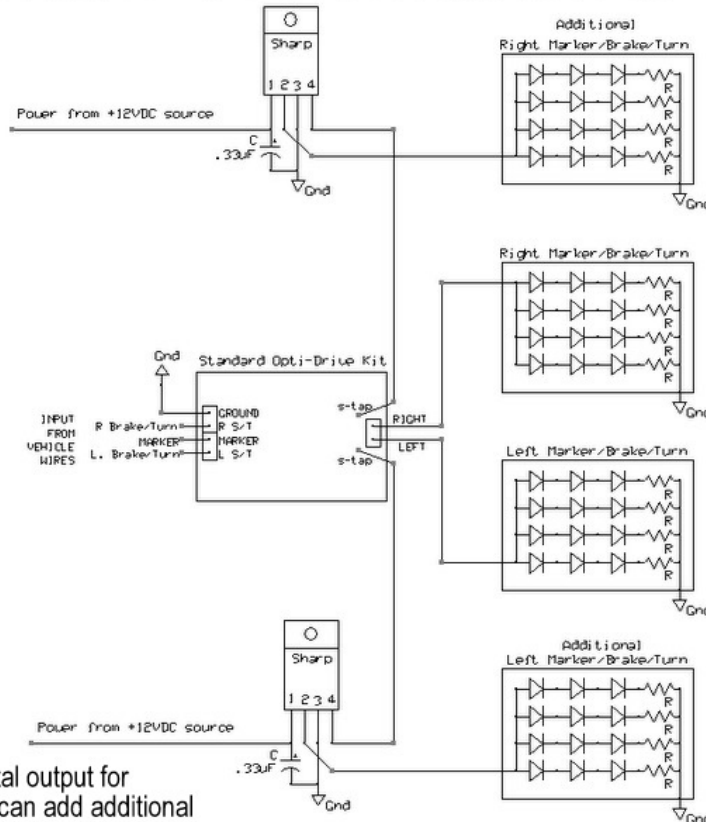 Additional
Right Marker/Brake/Turn
Sharp
1 2 3 4
Power from +12VDC source
C
.33uF
Gnd
R
R
R
R
Gnd
Right Marker/Brake/Turn
R
R
R
R
Gnd
Gnd
Standard Opti-Drive Kit
s-tap
INPUT
FROM
VEHICLE
WIRES
R Brake/Turn
MARKER
L. Brake/Turn
GROUND
R S/T
MARKER
L S/T
RIGHT
LEFT
s-tap
Left Marker/Brake/Turn
R
R
R
R
Gnd
Additional
Left Marker/Brake/Turn
Sharp
1 2 3 4
Power from +12VDC source
C
.33uF
Gnd
R
R
R
R
Gnd
tal output for
can add additional